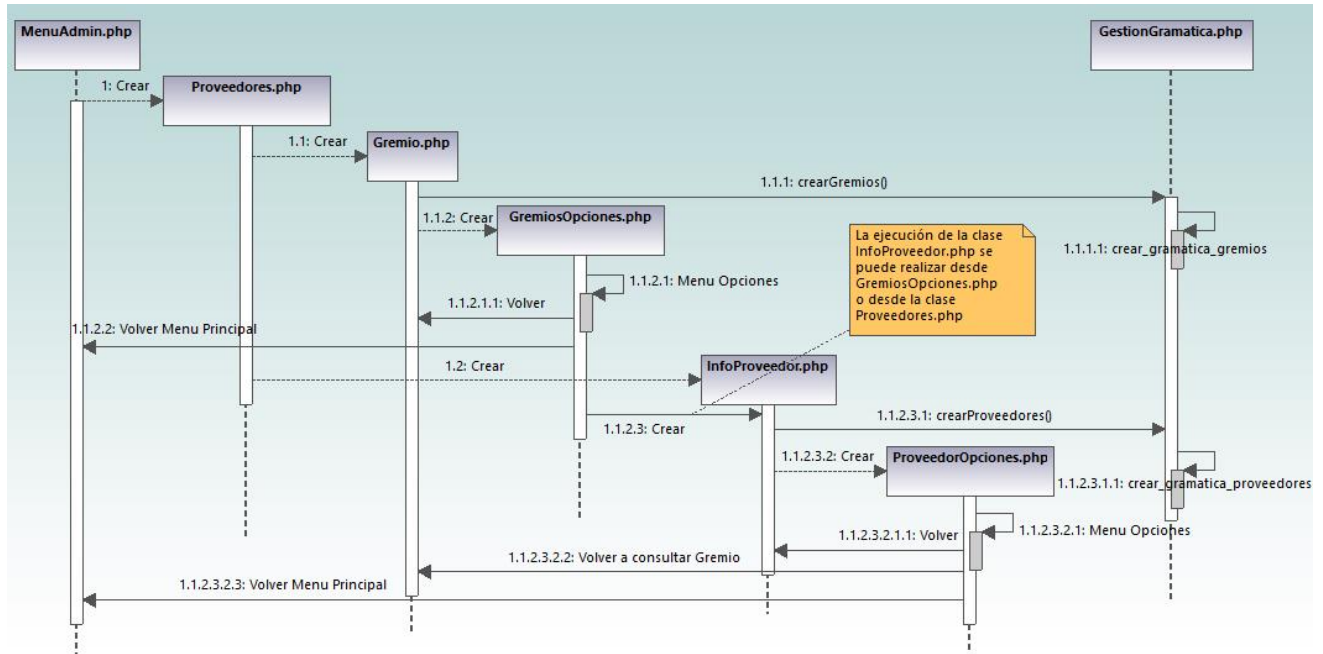 MenuAdmin.php
GestionGramatica.php
1: Crear
Proveedores.php
1.1: Crear
Gremio.php
1.1.1: crearGremios()
1.1.2: Crear
GremiosOpciones.php
La ejecución de la clase
InfoProveedor.php se
puede realizar desde
GremiosOpciones.php
o desde la clase
Proveedores.php
1.1.1.1: crear_gramatica_gremios
1.1.2.1: Menu Opciones
1.1.2.1.1: Volver
1.1.2.2: Volver Menu Principal
1.2: Crear
InfoProveedor.php
1.1.2.3: Crear
1.1.2.3.1: crearProveedores()
1.1.2.3.2: Crear
ProveedorOpciones.php
1.1.2.3.1.1: crear_gramatica_proveedores
1.1.2.3.2.1.1: Volver
1.1.2.3.2.1: Menu Opciones
1.1.2.3.2.2: Volver a consultar Gremio
1.1.2.3.2.3: Volver Menu Principal